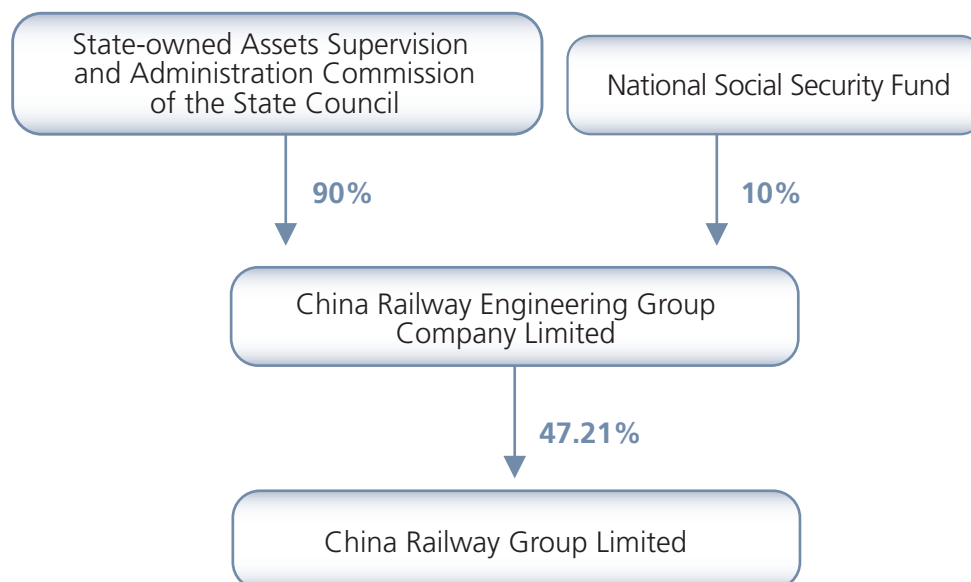 State-owned Assets Supervision
and Administration Commission
of the State Council
National Social Security Fund
90%
10%
China Railway Engineering Group
Company Limited
47.21%
China Railway Group Limited